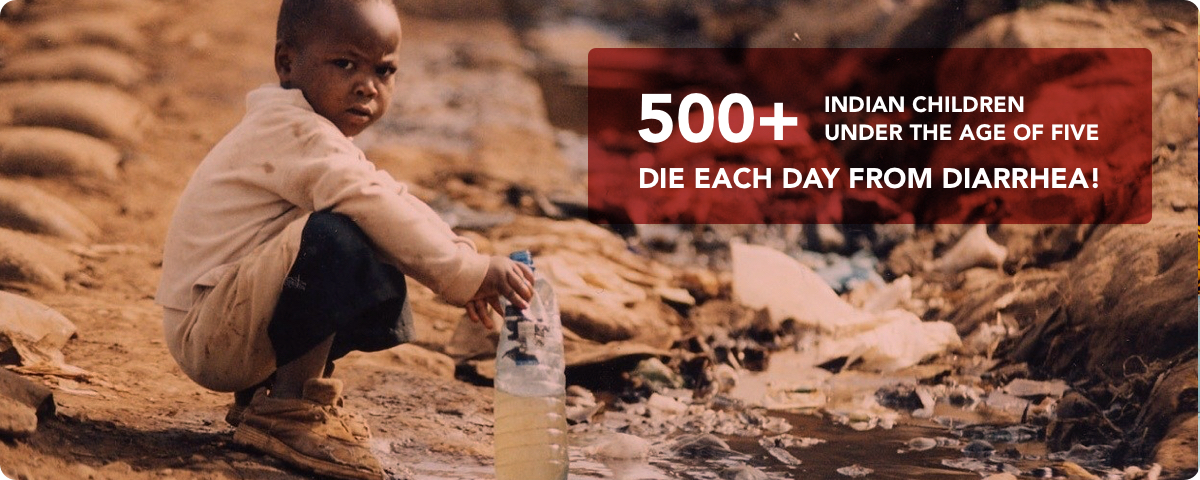 500+ INDIAN CHILDREN
UNDER THE AGE OF FIVE
DIE EACH DAY FROM DIARRHEA!